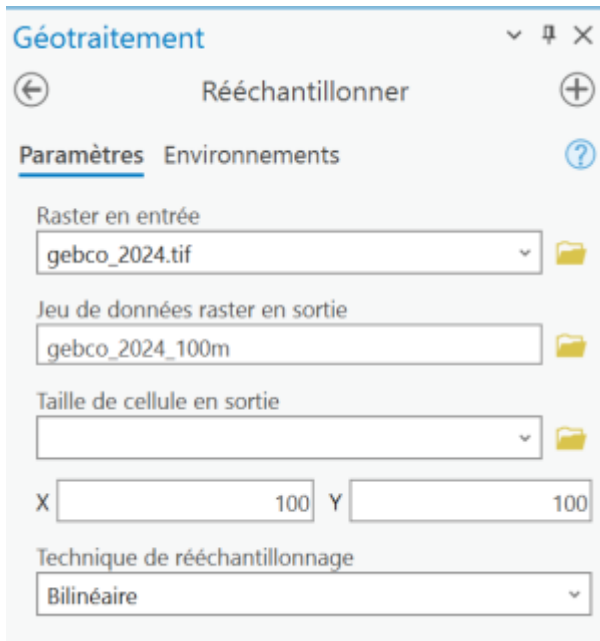 Géotraitement
Rééchantillonner
Paramètres Environnements
Raster en entrée
gebco_2024.tif
Jeu de données raster en sortie
gebco_2024_100m
Taille de cellule en sortie
X 100 Y 100
Technique de rééchantillonnage
Bilinéaire